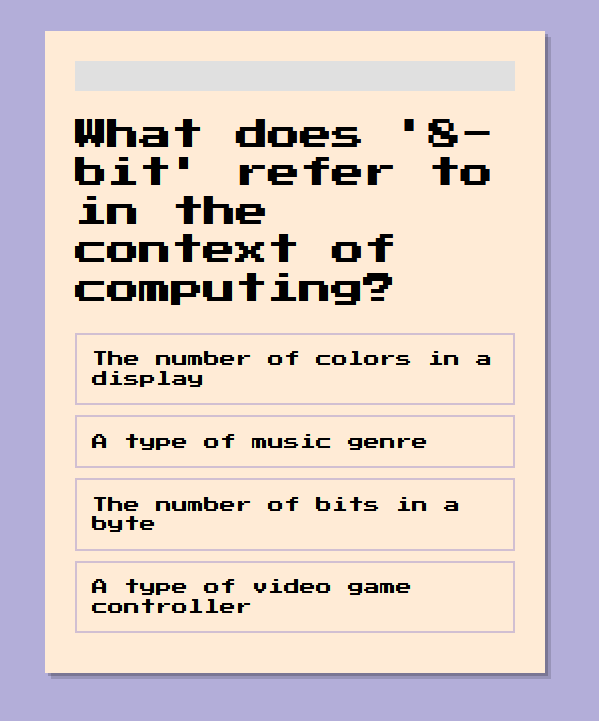 What does '8-
bit' refer to
in the
context of
computing?
The number of colors in a
display
A type of music genre
The number of bits in a
byte
A type of video game
controller